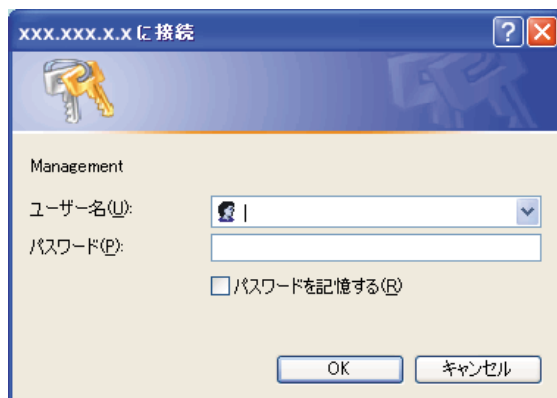 xxx.xxx.x.x に接続
Management
ユーザー名(U):
パスワード(P):
パスワードを記憶する(R)
OK キャンセル